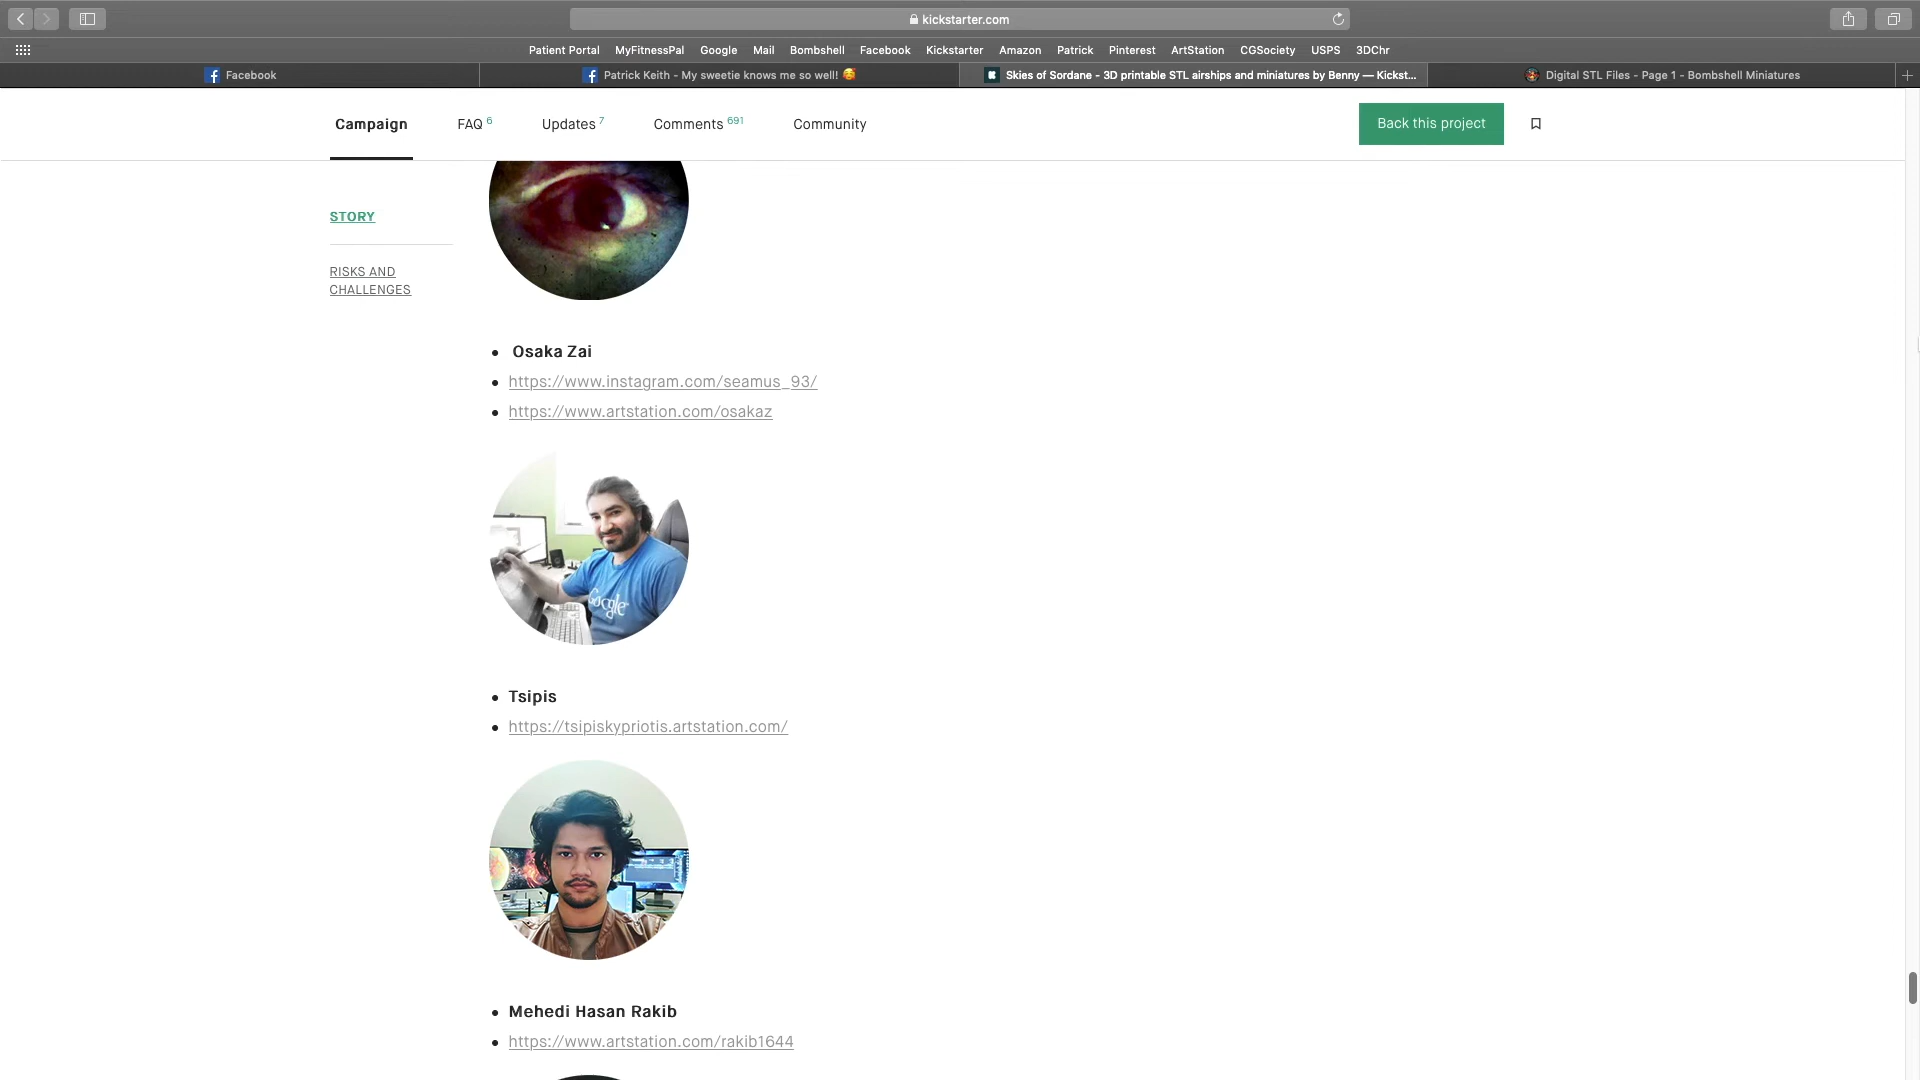 kickstarter.com
Patient Portal MyFitnessPal Google Mail Bombshell Facebook Kickstarter Amazon Patrick Pinterest ArtStation CGSociety USPS 3DChr
Facebook
Patrick Keith - My sweetie knows me so well! 🥰
Skies of Sordane - 3D printable STL airships and miniatures by Benny — Kickst...
Digital STL Files - Page 1 - Bombshell Miniatures
Campaign FAQ 6 Updates 7 Comments 691 Community
Back this project
STORY
RISKS AND
CHALLENGES
Osaka Zai
https://www.instagram.com/seamus_93/
https://www.artstation.com/osakaz
Google
Tsipis
https://tsipiskypriotis.artstation.com/
Mehedi Hasan Rakib
https://www.artstation.com/rakib1644